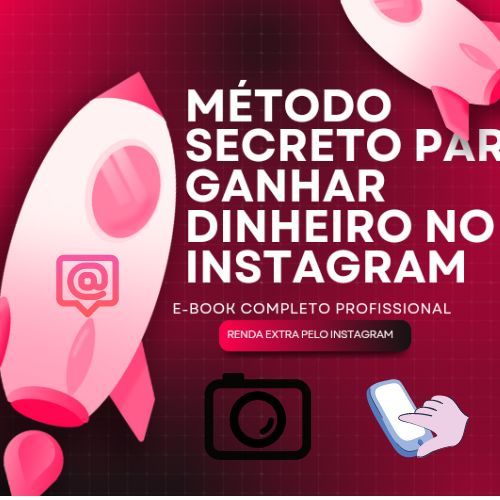 MÉTODO
SECRETO PAR
GANHAR
DINHEIRO NO
INSTAGRAM
@
E-BOOK COMPLETO PROFISSIONAL
RENDA EXTRA PELO INSTAGRAM